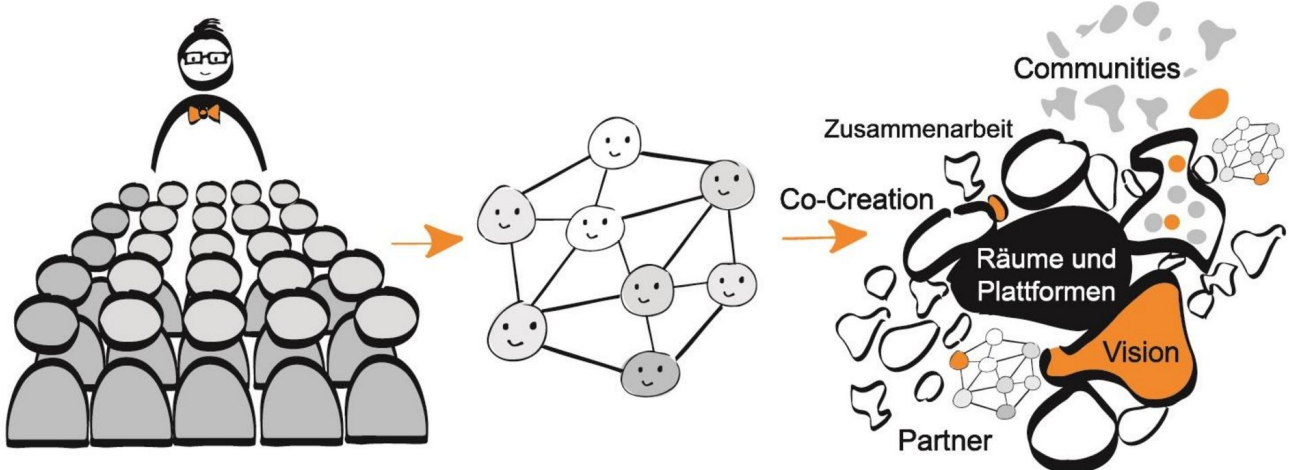 Communities
Zusammenarbeit
Co-Creation
Räume und
Plattformen
Vision
Partner